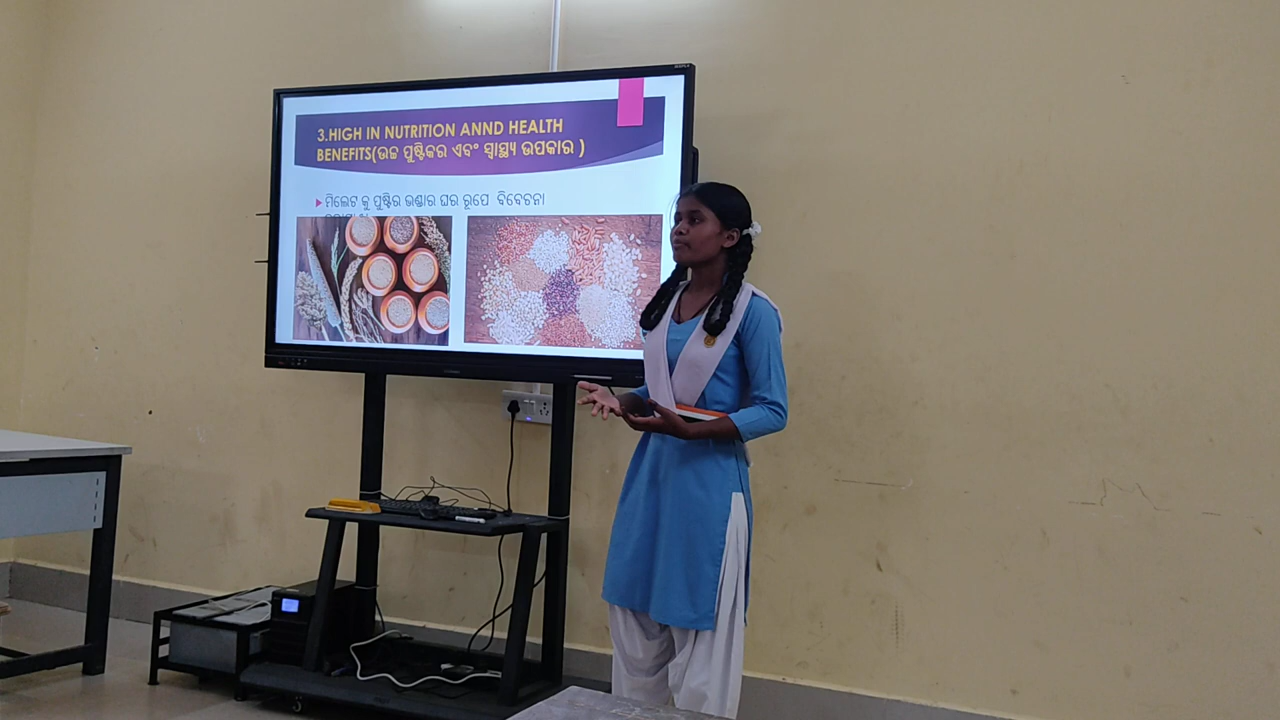 3.HIGH IN NUTRITION ANND HEALTH
BENEFITS(ଉଚ୍ଚ ପୁଷ୍ଟିକର ଏବଂ ସ୍ୱାସ୍ଥ୍ୟ ଉପକାର )
ମିଲେଟ କୁ ପୁଷ୍ଟିର ଭଣ୍ଡାର ଘର ରୂପେ ବିବେଚନା